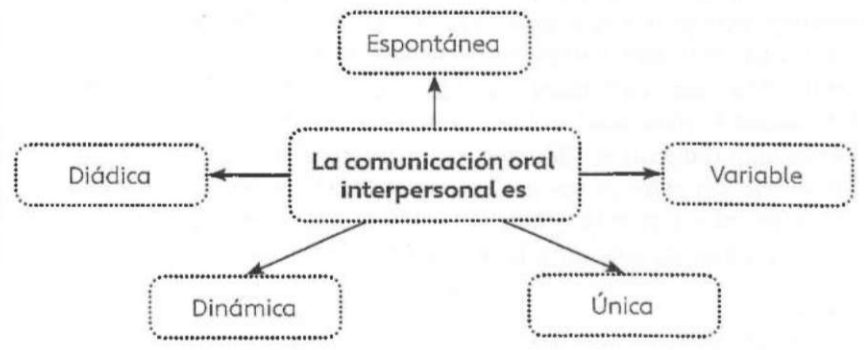 Espontánea
Diádica
La comunicación oral
interpersonal es
Variable
Dinámica
Única